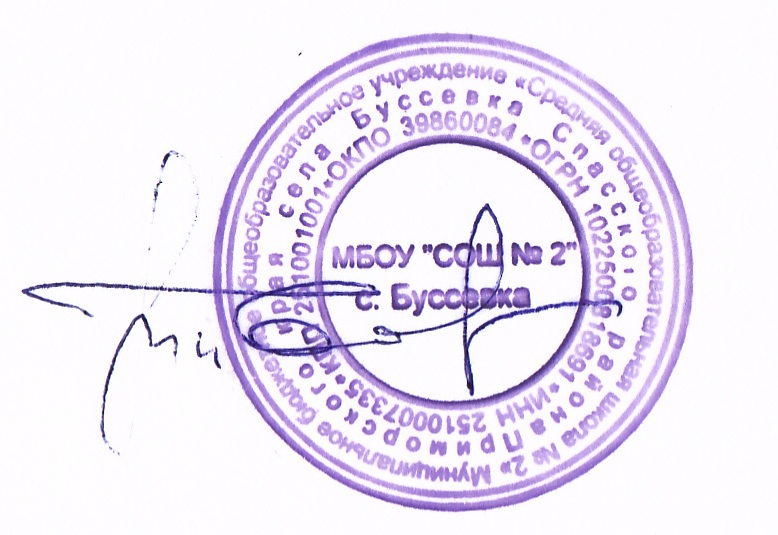 Муниципальное бюджетное общеобразовательное учреждение «Средняя общеобразовательная школа № 2»
села Буссевка Спасского района Приморского края
ОКПО 39860084*ОГРН 1022500818691*ИНН 2510007335*КПП 251001001*
МБОУ "СОШ № 2"
с. Буссевка